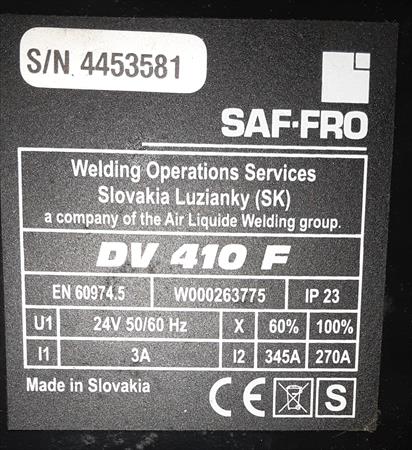 S/N 4453581
SAF-FRO
Welding Operations Services
Slovakia Luzianky (SK)
a company of the Air Liquide Welding group.
DV 410 F
EN 60974.5 W000263775 IP 23
U1 24V 50/60 Hz X 60% 100%
I1 3A I2 345A 270A
Made in Slovakia CE S